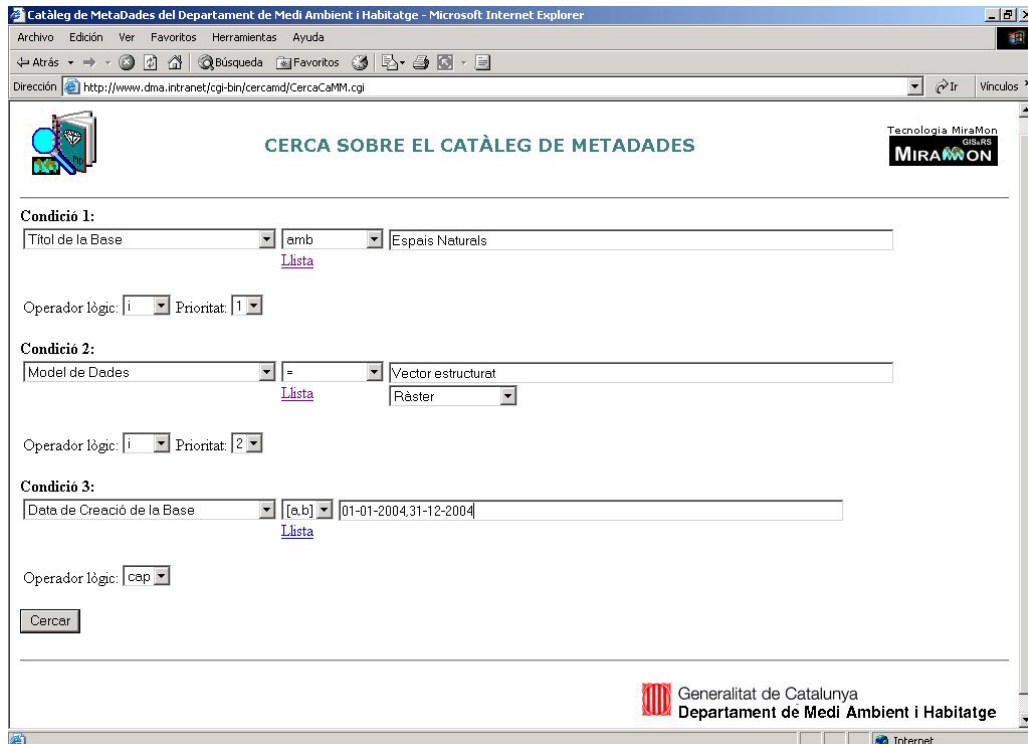 Catàleg de MetaDades del Departament de Medi Ambient i Habitatge - Microsoft Internet Explorer
Archivo Edición Ver Favoritos Herramientas Ayuda
Atrás Búsqueda Favoritos
Dirección http://www.dma.intranet/cgi-bin/cercamd/CercaCaMM.cgi Ir Vínculos
CERCA SOBRE EL CATÀLEG DE METADADES
Tecnologia MiraMon
GIS&RS
MIRAMON
Condició 1:
Títol de la Base amb Espais Naturals
Llista
Operador lògic: i Prioritat: 1
Condició 2:
Model de Dades = Vector estructurat
Llista Ràster
Operador lògic: i Prioritat: 2
Condició 3:
Data de Creació de la Base [a,b] 01-01-2004,31-12-2004
Llista
Operador lògic: cap
Cercar
Generalitat de Catalunya
Departament de Medi Ambient i Habitatge
Internet